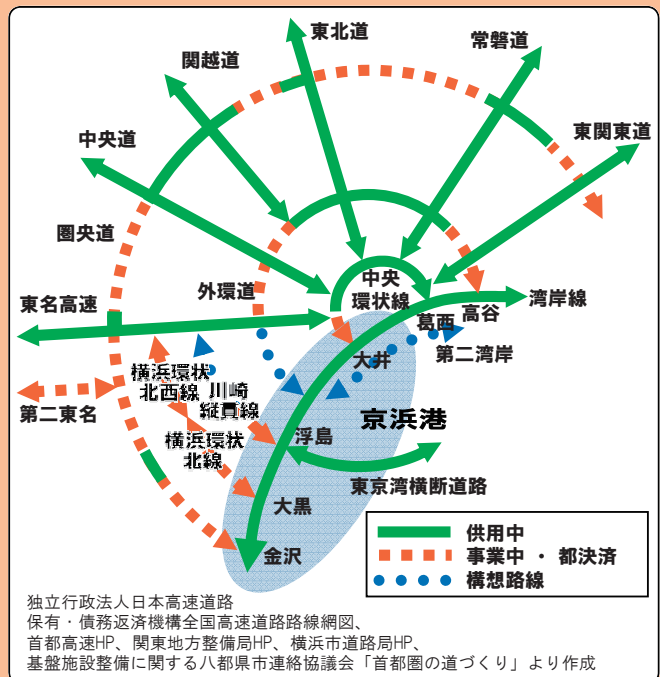 東北道
常磐道
関越道
東関東道
中央道
圏央道
中央
環状線
外環道
湾岸線
東名高速
高谷
葛西
第二湾岸
大井
横浜環状
北西線
川崎
縦貫線
第二東名
京浜港
浮島
横浜環状
北線
東京湾横断道路
大黒
金沢
供用中
事業中 ・ 都決済
構想路線
独立行政法人日本高速道路
保有・債務返済機構全国高速道路路線網図、
首都高速HP、関東地方整備局HP、横浜市道路局HP、
基盤施設整備に関する八都県市連絡協議会「首都圏の道づくり」より作成